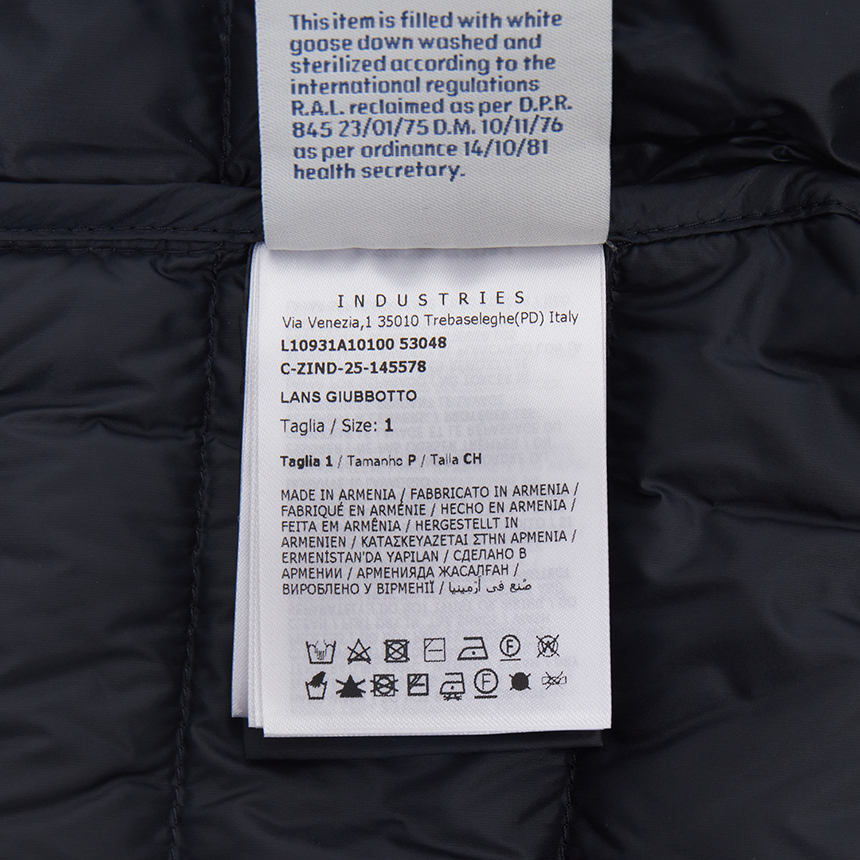 This item is filled with white
goose down washed and
sterilized according to the
international regulations
R.A.L. reclaimed as per D.P.R.
845 23/01/75 D.M. 10/11/76
as per ordinance 14/10/81
health secretary.
INDUSTRIES
Via Venezia,1 35010 Trebaseleghe(PD) Italy
L10931A10100 53048
C-ZIND-25-145578
LANS GIUBBOTTO
Taglia / Size: 1
Taglia 1 / Tamanho P / Talla CH
MADE IN ARMENIA / FABBRICATO IN ARMENIA /
FABRIQUÉ EN ARMÉNIE / HECHO EN ARMENIA /
FEITA EM ARMÊNIA / HERGESTELLT IN
ARMENIEN / ΚΑΤΑΣΚΕΥΑΖΕΤΑΙ ΣΤΗΝ ΑΡΜΕΝΙΑ /
ERMENİSTAN'DA YAPILAN / СДЕЛАНО В
АРМЕНИИ / АРМЕНИЯДА ЖАСАЛҒАН /
ВИРОБЛЕНО У ВІРМЕНІЇ / صُنع في أرمينيا